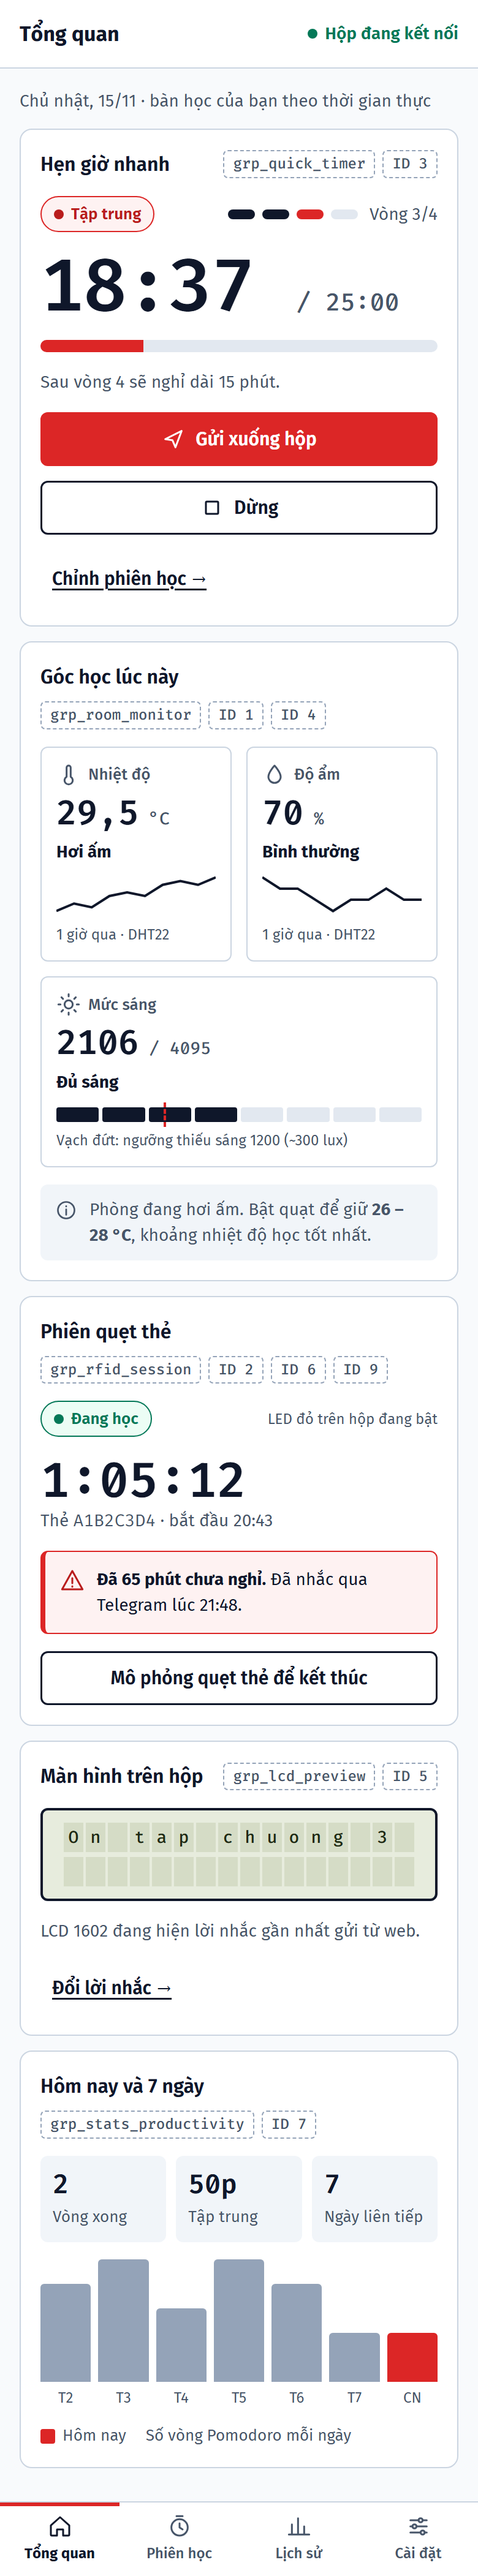 Tổng quan
Hộp đang kết nối
Chủ nhật, 15/11 · bàn học của bạn theo thời gian thực
Hẹn giờ nhanh
grp_quick_timer
ID 3
Tập trung
Vòng 3/4
18:37 / 25:00
Sau vòng 4 sẽ nghỉ dài 15 phút.
Gửi xuống hộp
Dừng
Chỉnh phiên học →
Góc học lúc này
grp_room_monitor
ID 1
ID 4
Nhiệt độ
29,5 °C
Hơi ấm
1 giờ qua · DHT22
Độ ẩm
70 %
Bình thường
1 giờ qua · DHT22
Mức sáng
2106 / 4095
Đủ sáng
Vạch đứt: ngưỡng thiếu sáng 1200 (~300 lux)
Phòng đang hơi ấm. Bật quạt để giữ 26 –
28 °C, khoảng nhiệt độ học tốt nhất.
Phiên quẹt thẻ
grp_rfid_session
ID 2
ID 6
ID 9
Đang học
LED đỏ trên hộp đang bật
1:05:12
Thẻ A1B2C3D4 · bắt đầu 20:43
Đã 65 phút chưa nghỉ. Đã nhắc qua
Telegram lúc 21:48.
Mô phỏng quẹt thẻ để kết thúc
Màn hình trên hộp
grp_lcd_preview
ID 5
On tap chuong 3
LCD 1602 đang hiện lời nhắc gần nhất gửi từ web.
Đổi lời nhắc →
Hôm nay và 7 ngày
grp_stats_productivity
ID 7
2
Vòng xong
50p
Tập trung
7
Ngày liên tiếp
T2 T3 T4 T5 T6 T7 CN
Hôm nay
Số vòng Pomodoro mỗi ngày
Tổng quan
Phiên học
Lịch sử
Cài đặt